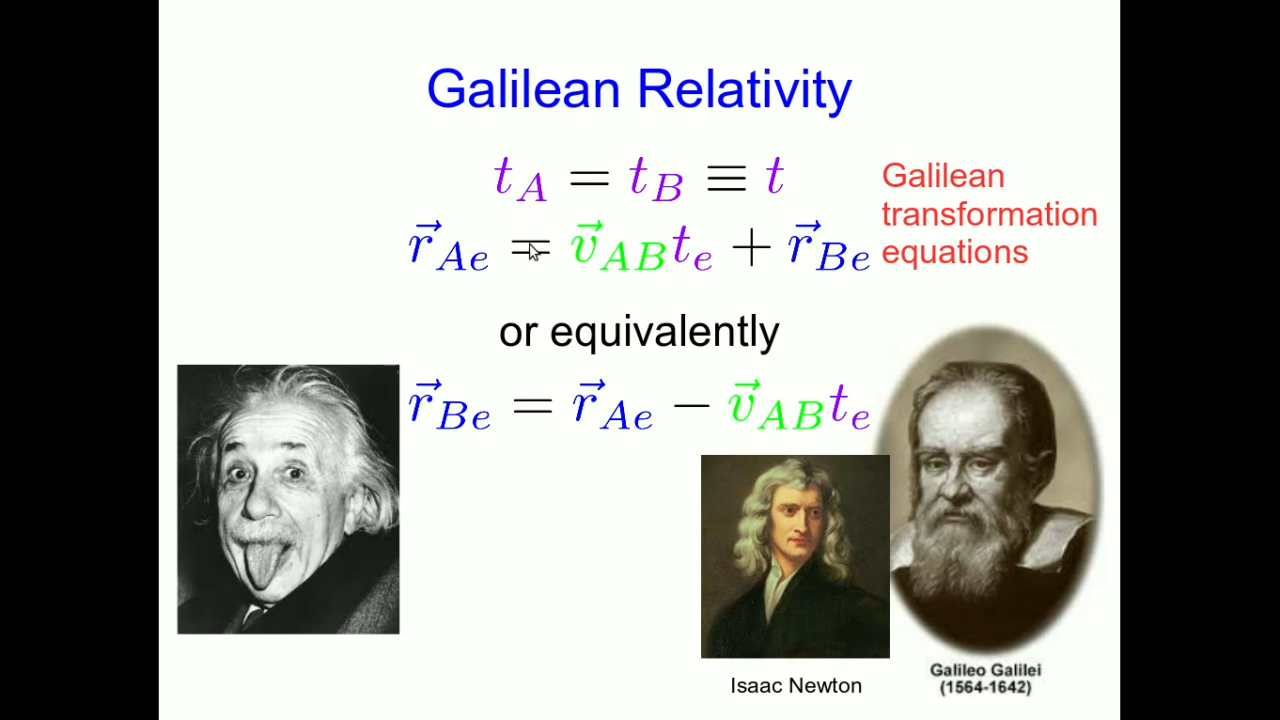 Galilean Relativity
t_A = t_B ≡ t
r⃗_Ae = v⃗_AB t_e + r⃗_Be
Galilean
transformation
equations
or equivalently
r⃗_Be = r⃗_Ae − v⃗_AB t_e
Isaac Newton
Galileo Galilei
(1564-1642)